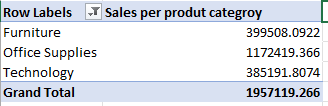 Row Labels Sales per produt categroy
Furniture 399508.0922
Office Supplies 1172419.366
Technology 385191.8074
Grand Total 1957119.266